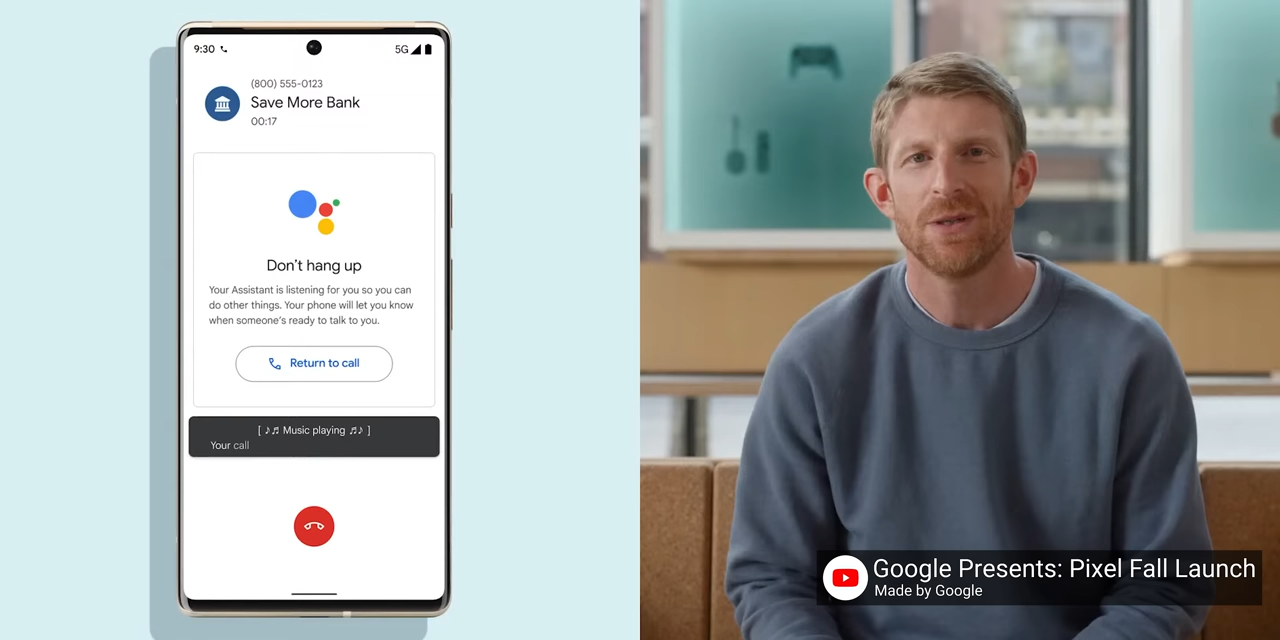 9:30
5G
(800) 555-0123
Save More Bank
00:17
Don't hang up
Your Assistant is listening for you so you can
do other things. Your phone will let you know
when someone's ready to talk to you.
Return to call
[ ♪♬ Music playing ♬♪ ]
Your call
Google Presents: Pixel Fall Launch
Made by Google